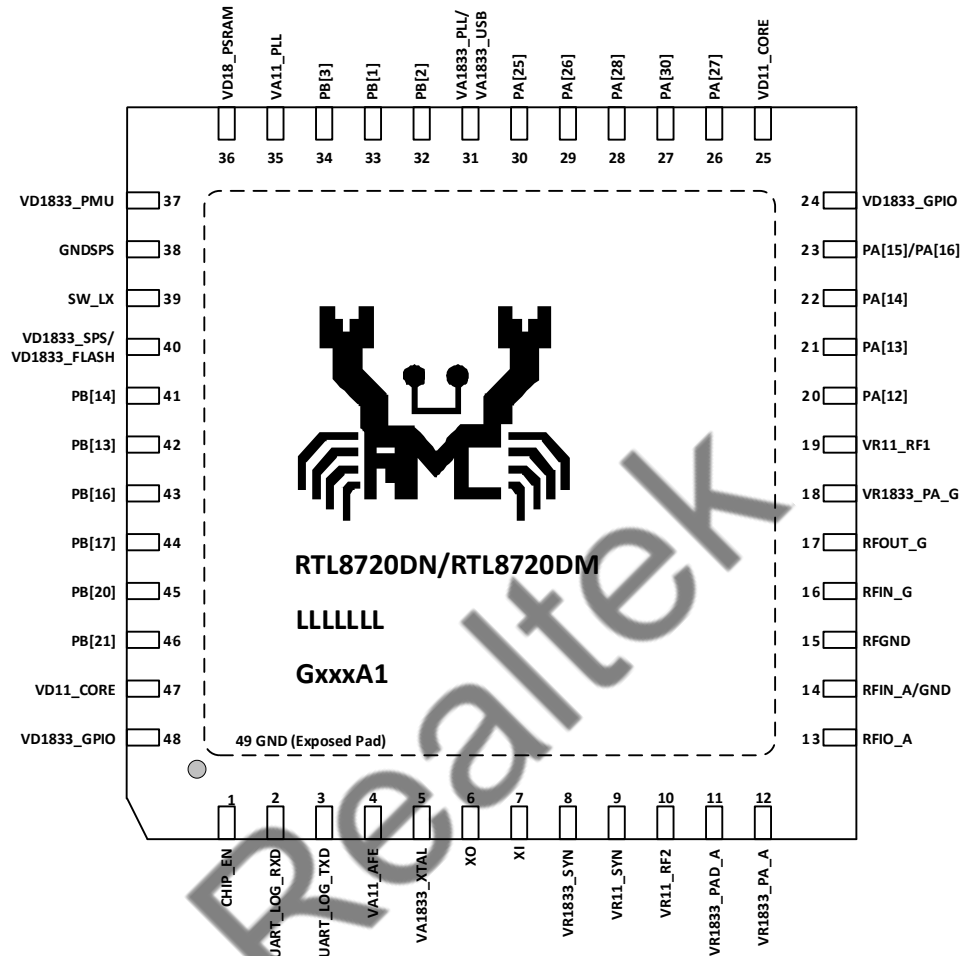 VD18_PSRAM
VA11_PLL
PB[3]
PB[1]
PB[2]
VA1833_PLL/
VA1833_USB
PA[25]
PA[26]
PA[28]
PA[30]
PA[27]
VD11_CORE
36 35 34 33 32 31 30 29 28 27 26 25
VD1833_PMU 37
GNDSPS 38
SW_LX 39
VD1833_SPS/
VD1833_FLASH 40
PB[14] 41
PB[13] 42
PB[16] 43
PB[17] 44
PB[20] 45
PB[21] 46
VD11_CORE 47
VD1833_GPIO 48
24 VD1833_GPIO
23 PA[15]/PA[16]
22 PA[14]
21 PA[13]
20 PA[12]
19 VR11_RF1
18 VR1833_PA_G
17 RFOUT_G
16 RFIN_G
15 RFGND
14 RFIN_A/GND
13 RFIO_A
RTL8720DN/RTL8720DM
LLLLLLL
GxxxA1
49 GND (Exposed Pad)
1 2 3 4 5 6 7 8 9 10 11 12
CHIP_EN
UART_LOG_RXD
UART_LOG_TXD
VA11_AFE
VA1833_XTAL
XO
XI
VR1833_SYN
VR11_SYN
VR11_RF2
VR1833_PAD_A
VR1833_PA_A
Realtek